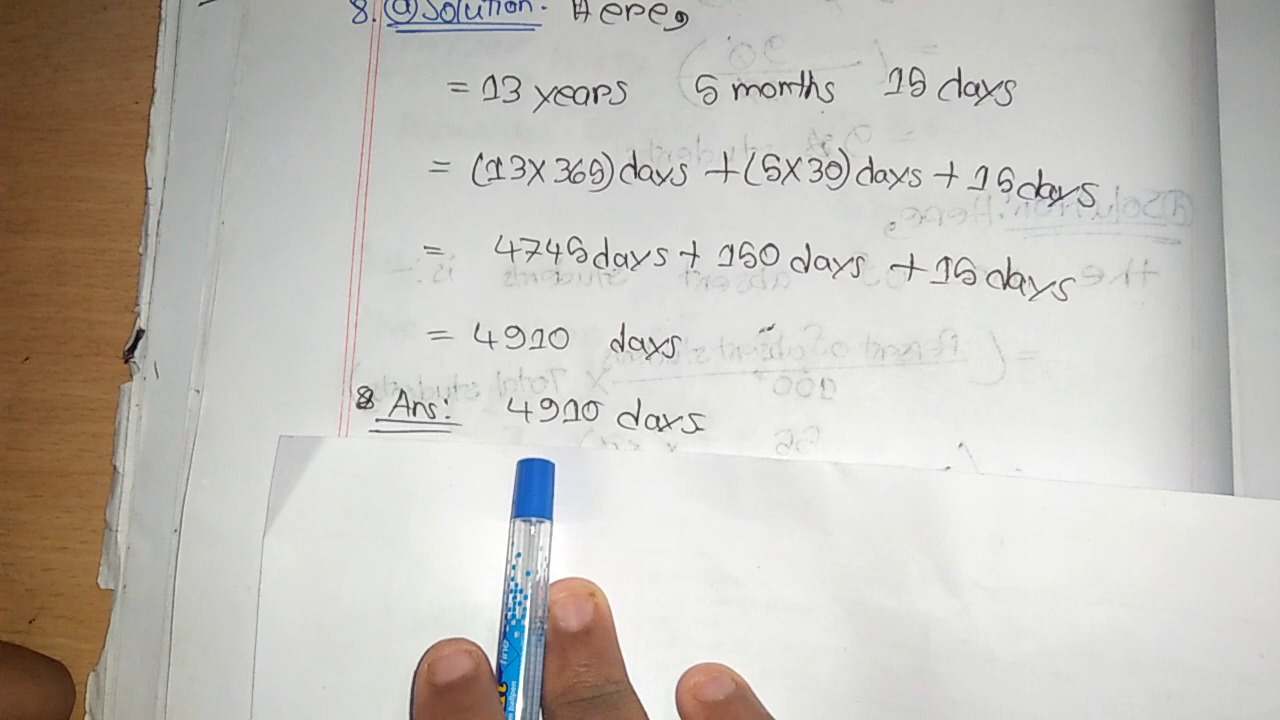 8. (a) Solution. Here,
= 13 years 5 months 15 days
= (13×365) days + (5×30) days + 15 days
= 4745 days + 150 days + 15 days
= 4910 days
8 Ans: 4910 days
fine